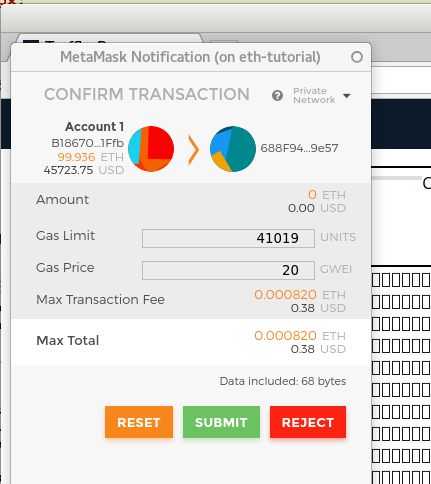 MetaMask Notification (on eth-tutorial)
CONFIRM TRANSACTION
Private
Network
Account 1
B18670...1Ffb
99.936 ETH
45723.75 USD
688F94...9e57
Amount
0 ETH
0.00 USD
Gas Limit
41019 UNITS
Gas Price
20 GWEI
Max Transaction Fee
0.000820 ETH
0.38 USD
Max Total
0.000820 ETH
0.38 USD
Data included: 68 bytes
RESET
SUBMIT
REJECT